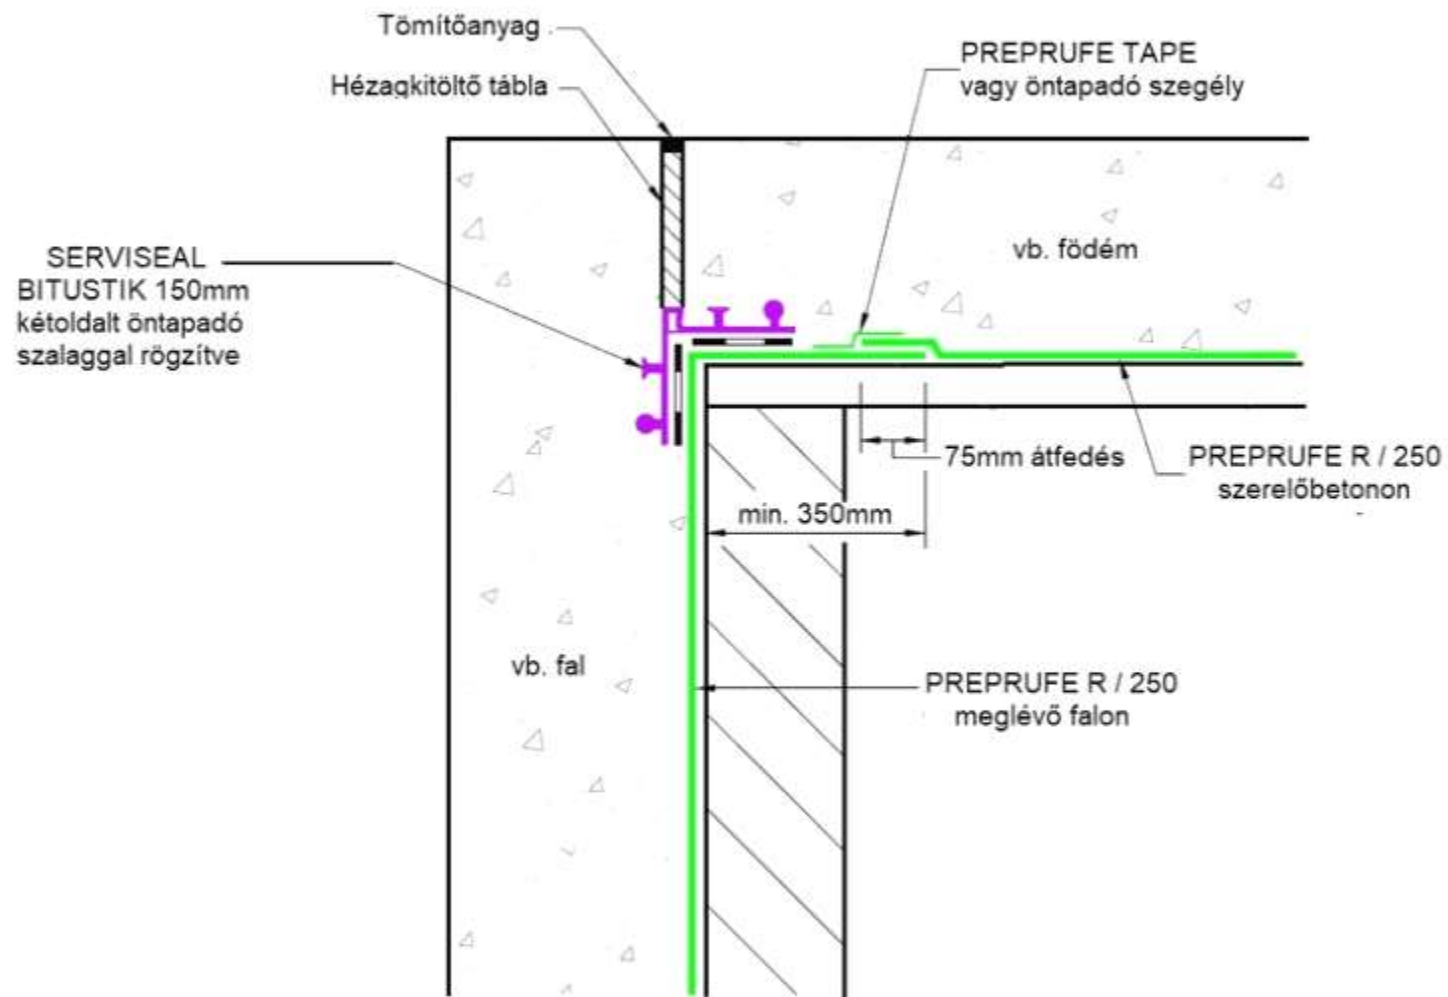 Tömítőanyag
Hézagkitöltő tábla
PREPRUFE TAPE
vagy öntapadó szegély
SERVISEAL
BITUSTIK 150mm
kétoldalt öntapadó
szalaggal rögzítve
vb. födém
75mm átfedés
PREPRUFE R / 250
szerelőbetonon
min. 350mm
vb. fal
PREPRUFE R / 250
meglévő falon